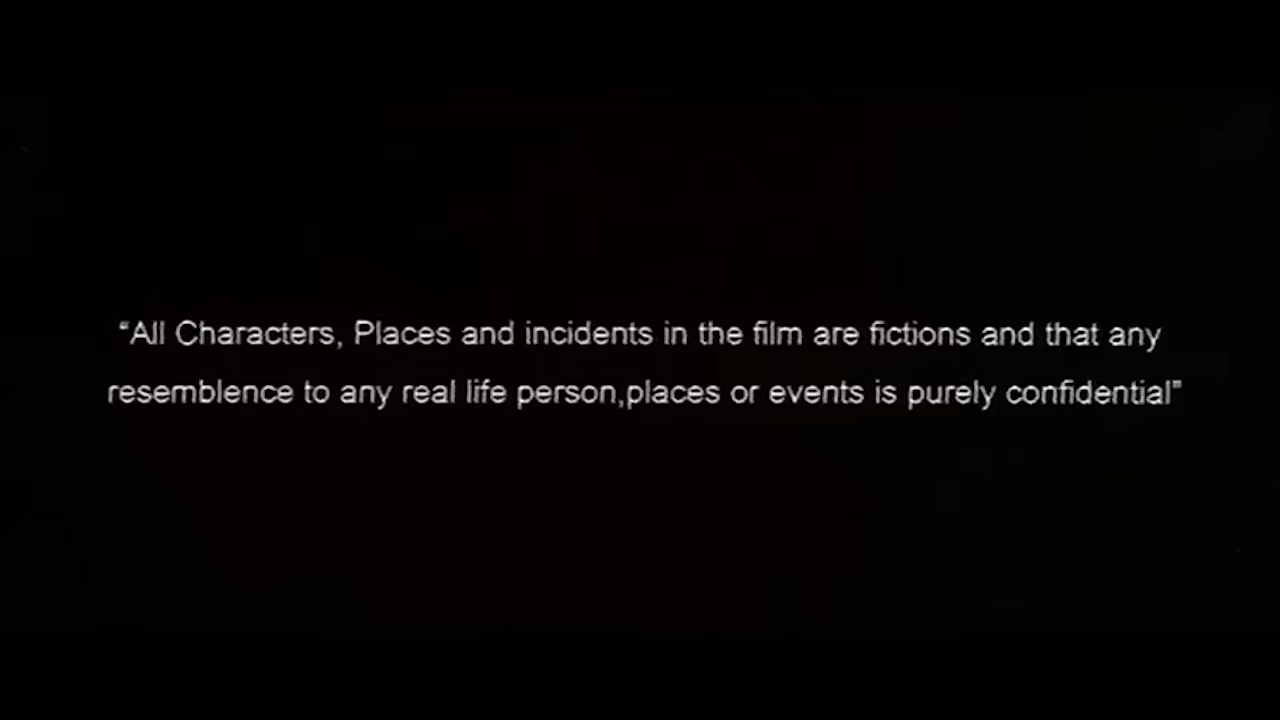 “All Characters, Places and incidents in the film are fictions and that any
resemblence to any real life person,places or events is purely confidential”